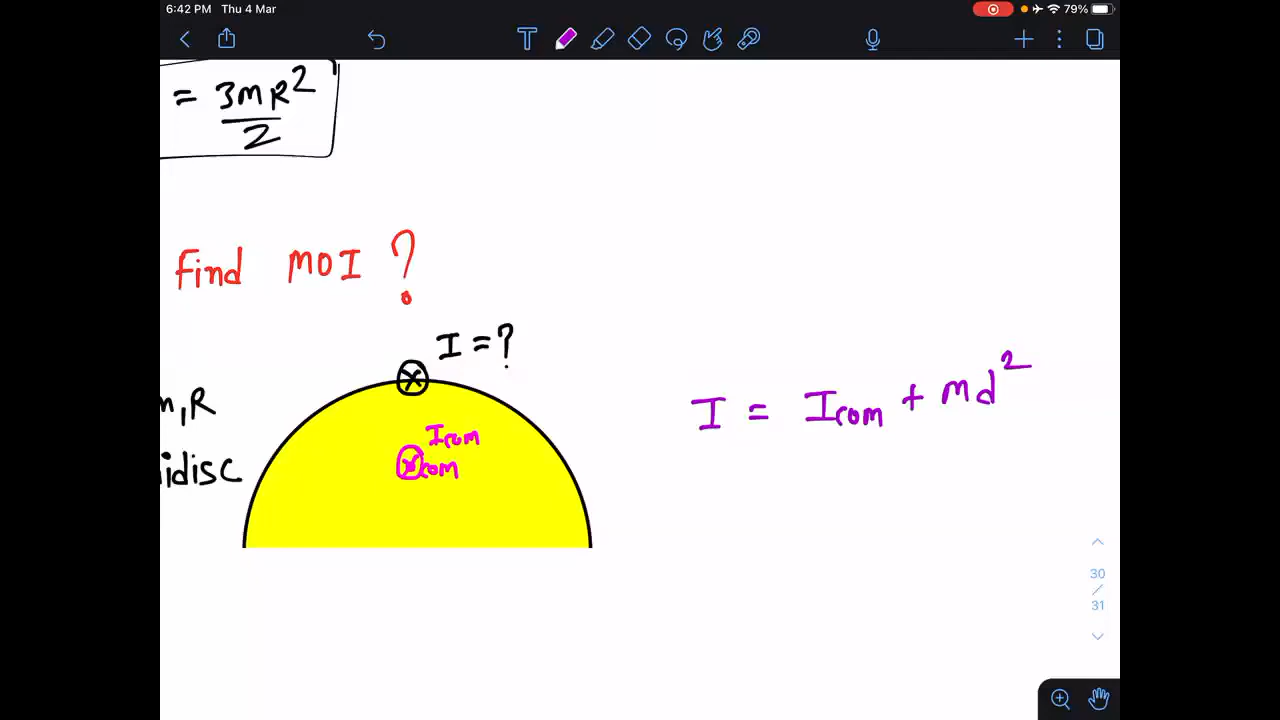 6:42 PM Thu 4 Mar
79%
= 3mR²
2
Find MOI ?
I = ?
m,R
idisc
Icom
com
I = Icom + md²
30
/
31